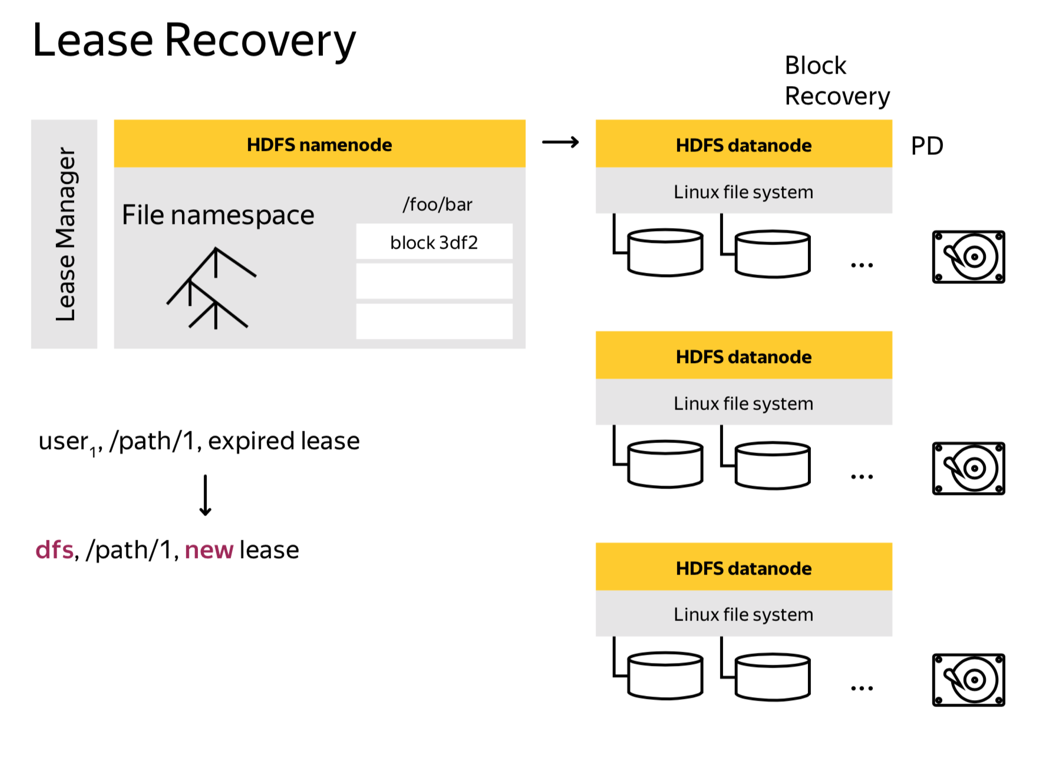 Lease Recovery
Block
Recovery
Lease Manager
HDFS namenode
File namespace
/foo/bar
block 3df2
HDFS datanode
PD
Linux file system
...
HDFS datanode
Linux file system
...
HDFS datanode
Linux file system
...
user1, /path/1, expired lease
dfs, /path/1, new lease